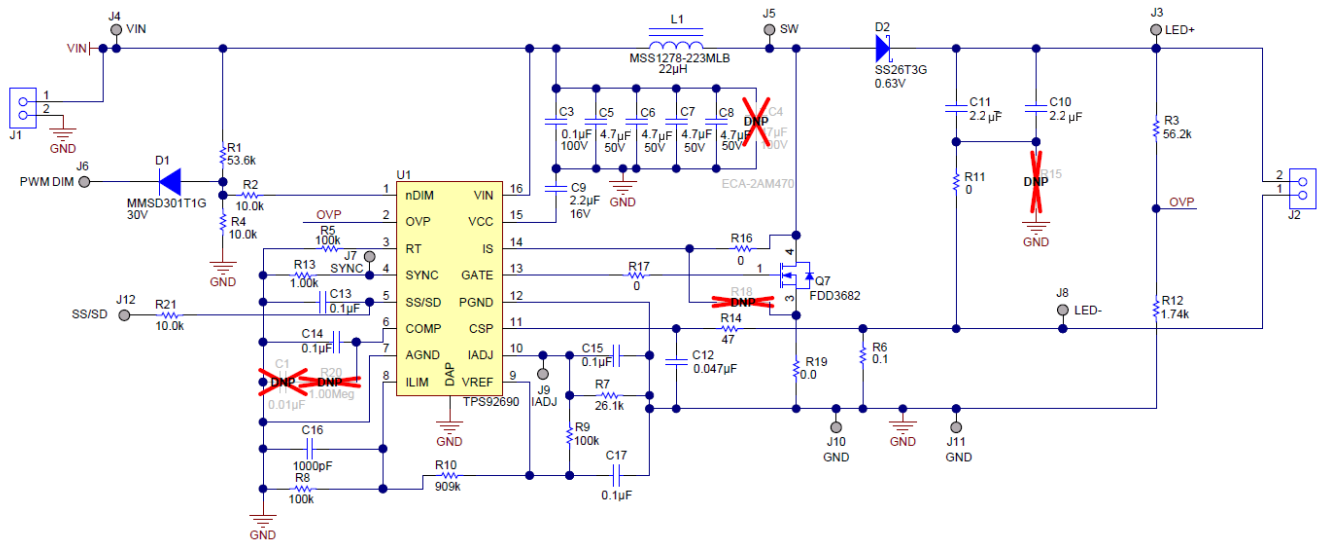 J4
VIN
VIN
L1
MSS1278-223MLB
22µH
J5
SW
D2
SS26T3G
0.63V
J3
LED+
J1
1
2
GND
J6
PWM DIM
D1
MMSD301T1G
30V
R1
53.6k
R2
10.0k
R4
10.0k
GND
C3
0.1µF
100V
C5
4.7µF
50V
C6
4.7µF
50V
C7
4.7µF
50V
C8
4.7µF
50V
C4
DNP
100V
ECA-2AM470
GND
C9
2.2µF
16V
C11
2.2µF
C10
2.2µF
R11
0
R15
DNP
GND
R3
56.2k
OVP
R12
1.74k
2
1
J2
U1
1
nDIM
VIN
16
OVP
2
OVP
VCC
15
R5
100k
3
RT
IS
14
J7
SYNC
R13
1.00k
4
SYNC
GATE
13
C13
0.1µF
5
SS/SD
PGND
12
J12
SS/SD
R21
10.0k
6
COMP
CSP
11
C14
0.1µF
7
AGND
IADJ
10
8
ILIM
VREF
9
DAP
TPS92690
GND
C1
DNP
0.01µF
R20
DNP
1.00Meg
C16
1000pF
R8
100k
R10
909k
GND
J9
IADJ
C15
0.1µF
R7
26.1k
R9
100k
C17
0.1µF
R16
0
R17
0
R18
DNP
4
1
3
Q7
FDD3682
R14
47
C12
0.047µF
R19
0.0
R6
0.1
J8
LED-
J10
GND
GND
J11
GND